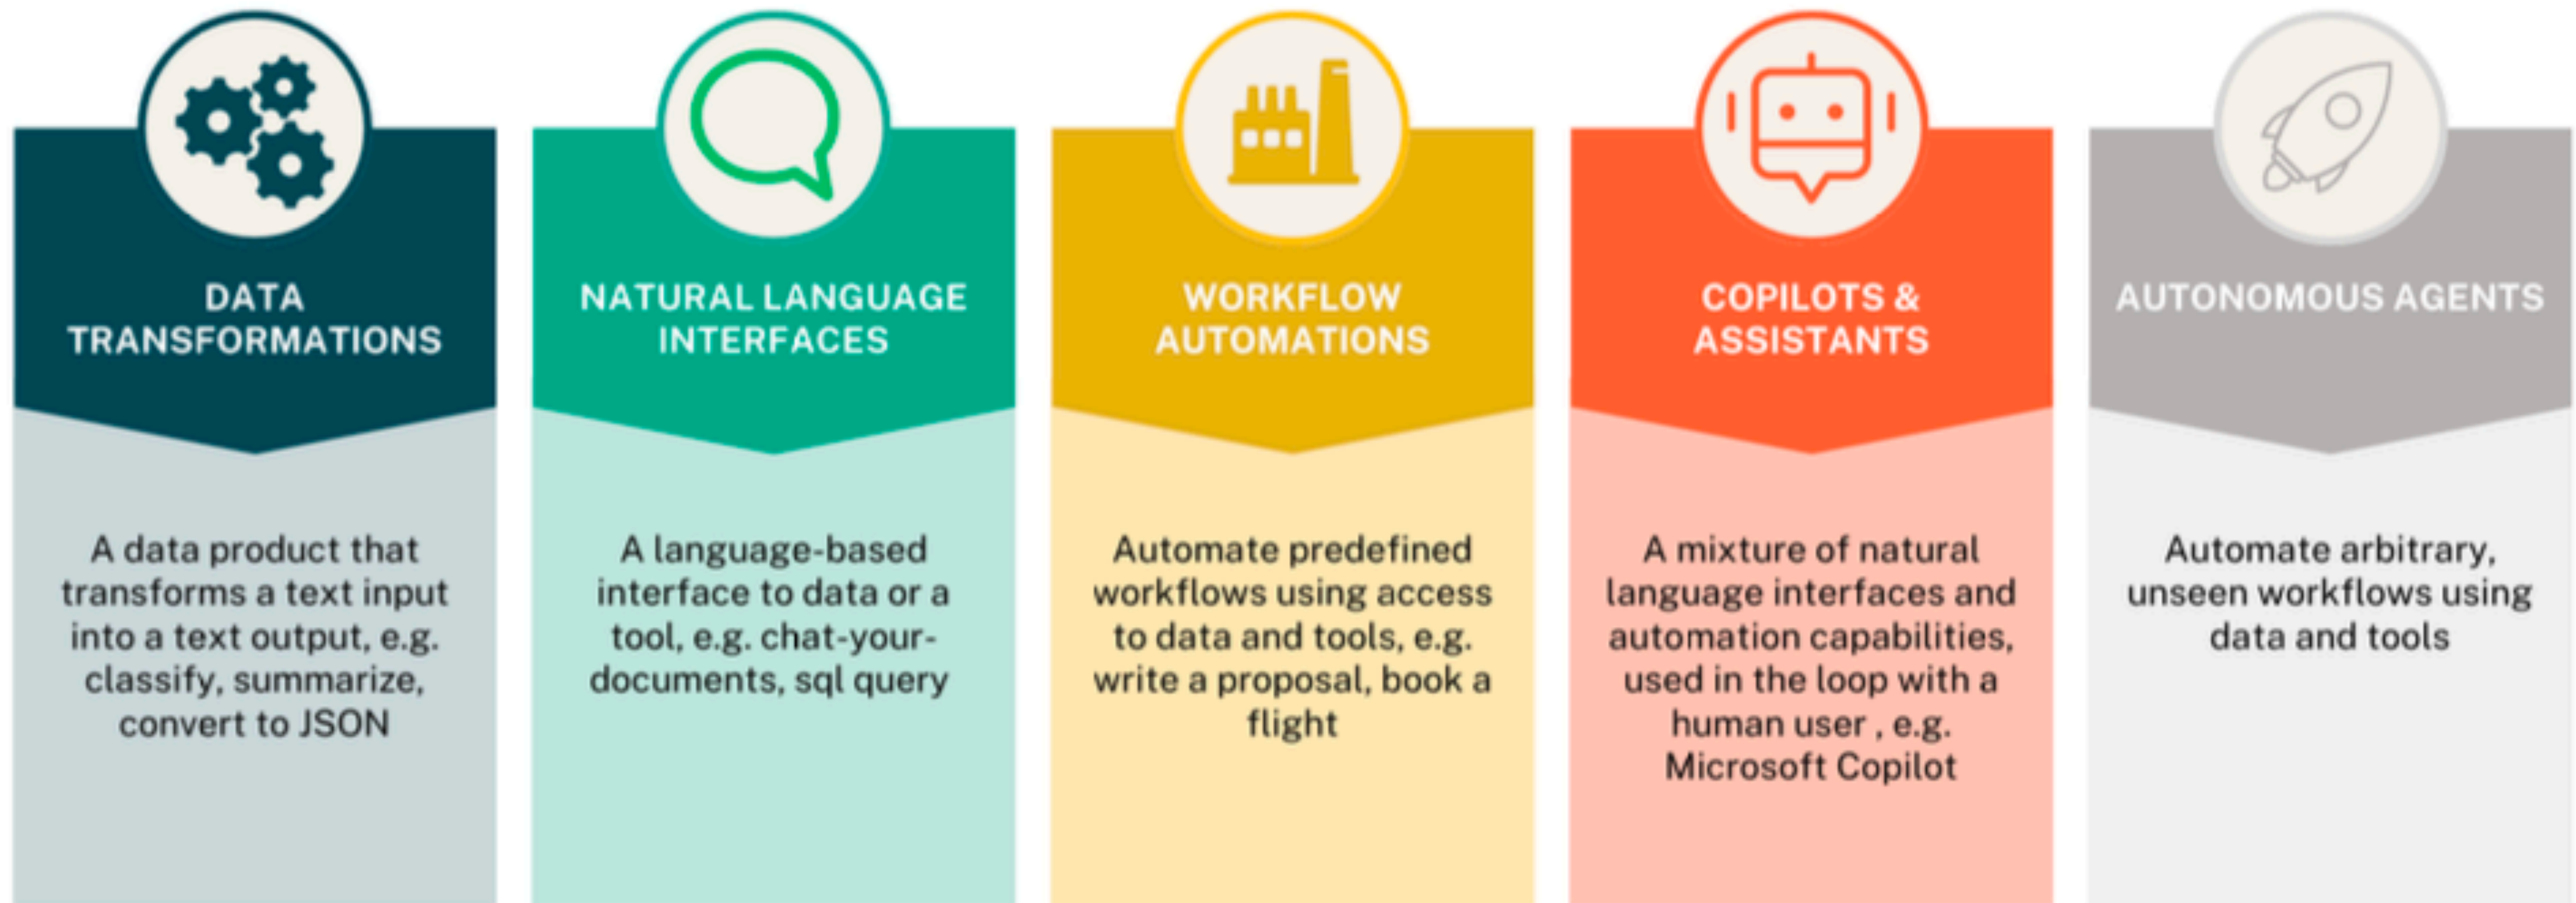 DATA
TRANSFORMATIONS
A data product that
transforms a text input
into a text output, e.g.
classify, summarize,
convert to JSON
NATURAL LANGUAGE
INTERFACES
A language-based
interface to data or a
tool, e.g. chat-your-
documents, sql query
WORKFLOW
AUTOMATIONS
Automate predefined
workflows using access
to data and tools, e.g.
write a proposal, book a
flight
COPILOTS &
ASSISTANTS
A mixture of natural
language interfaces and
automation capabilities,
used in the loop with a
human user , e.g.
Microsoft Copilot
AUTONOMOUS AGENTS
Automate arbitrary,
unseen workflows using
data and tools